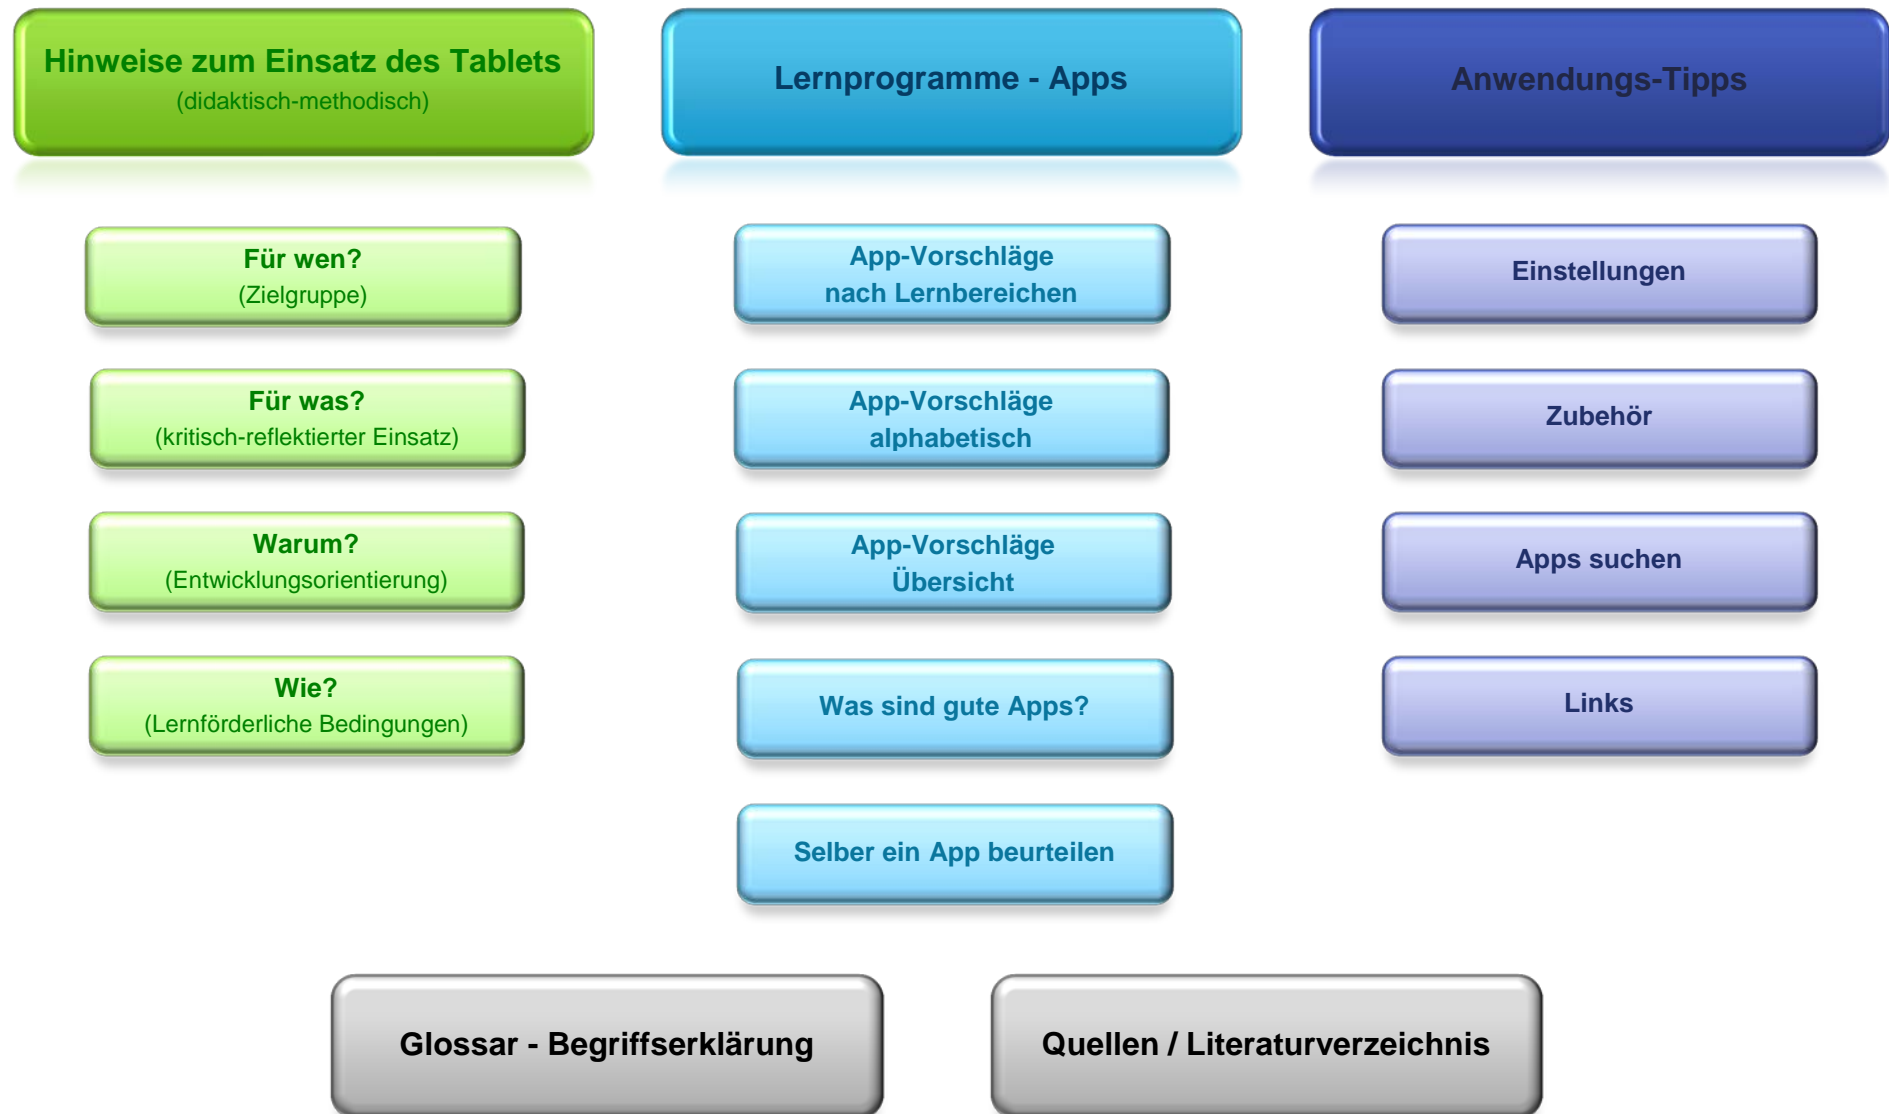 Hinweise zum Einsatz des Tablets
(didaktisch-methodisch)
Für wen?
(Zielgruppe)
Für was?
(kritisch-reflektierter Einsatz)
Warum?
(Entwicklungsorientierung)
Wie?
(Lernförderliche Bedingungen)
Lernprogramme - Apps
App-Vorschläge
nach Lernbereichen
App-Vorschläge
alphabetisch
App-Vorschläge
Übersicht
Was sind gute Apps?
Selber ein App beurteilen
Anwendungs-Tipps
Einstellungen
Zubehör
Apps suchen
Links
Glossar - Begriffserklärung
Quellen / Literaturverzeichnis